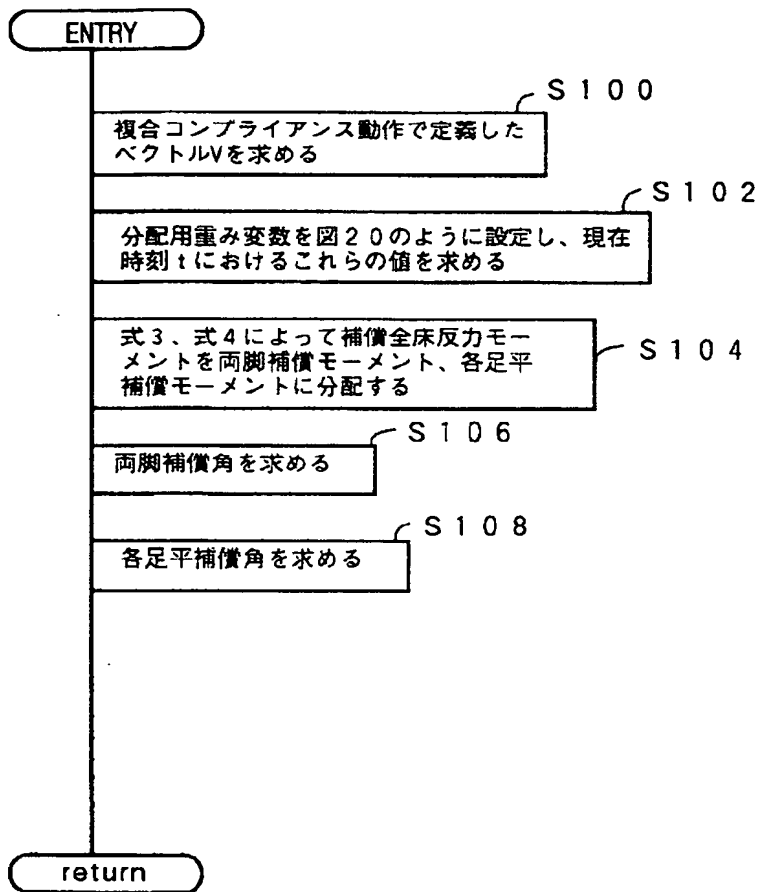 ENTRY
S100
複合コンプライアンス動作で定義した
ベクトルVを求める
S102
分配用重み変数を図20のように設定し、現在
時刻tにおけるこれらの値を求める
S104
式3、式4によって補償全床反力モー
メントを両脚補償モーメント、各足平
補償モーメントに分配する
S106
両脚補償角を求める
S108
各足平補償角を求める
return